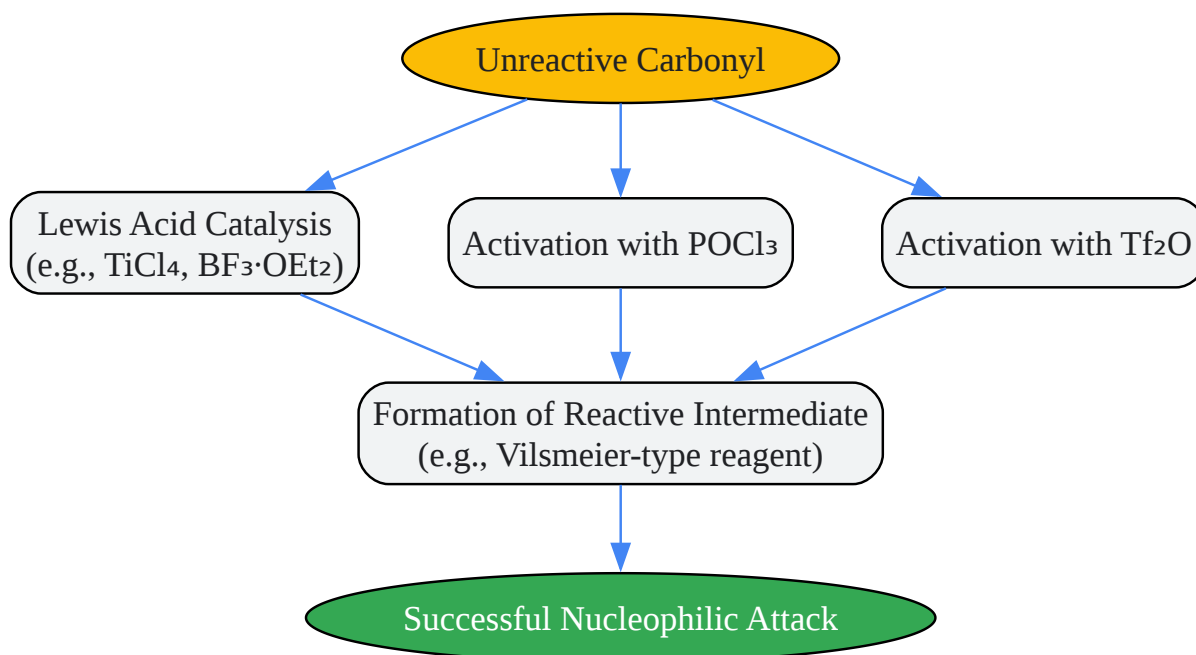 Unreactive Carbonyl
Lewis Acid Catalysis
(e.g., TiCl₄, BF₃·OEt₂)
Activation with POCl₃
Activation with Tf₂O
Formation of Reactive Intermediate
(e.g., Vilsmeier-type reagent)
Successful Nucleophilic Attack